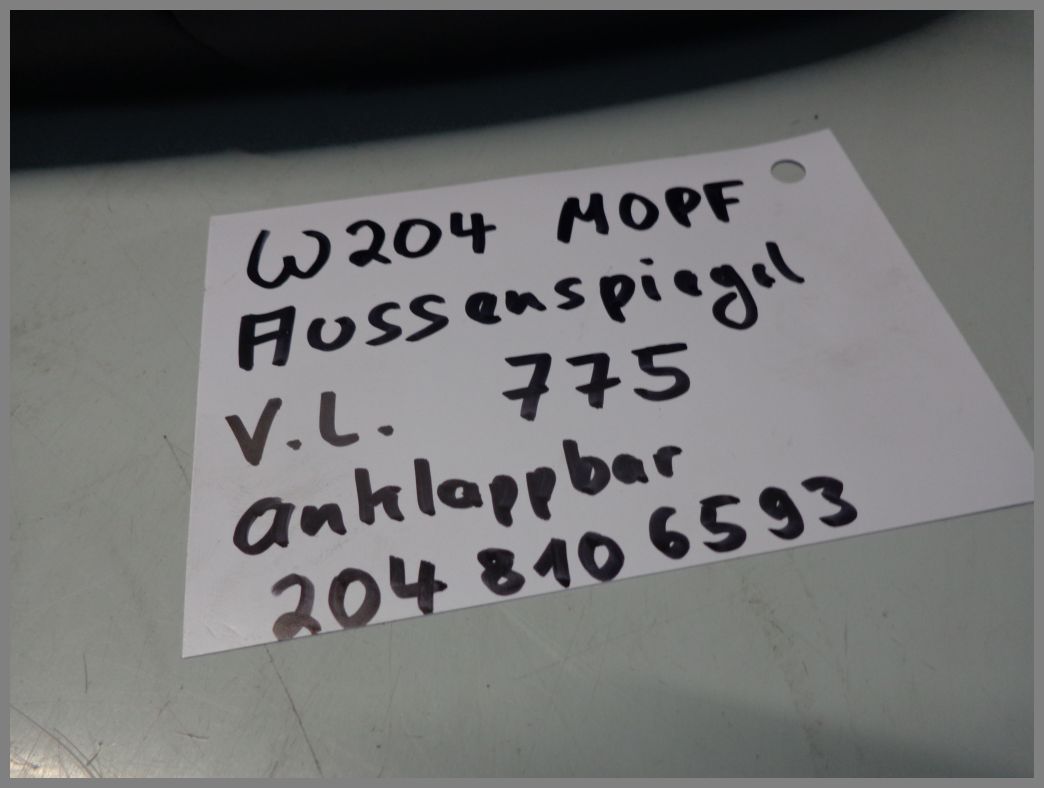 W204 MOPF
Aussenspiegel
V.L. 775
anklappbar
204 810 6593